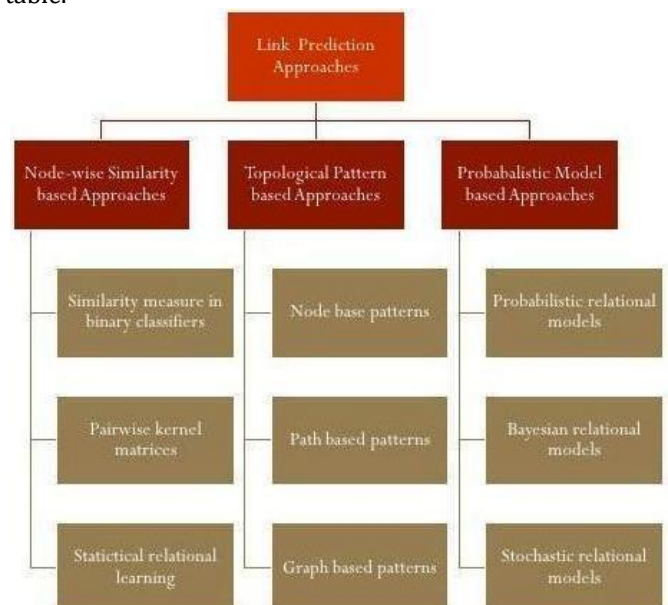 table.
Link Prediction
Approaches
Node-wise Similarity
based Approaches
Topological Pattern
based Approaches
Probabalistic Model
based Approaches
Similarity measure in
binary classifiers
Node base patterns
Probabilistic relational
models
Pairwise kernel
matrices
Path based patterns
Bayesian relational
models
Statictical relational
learning
Graph based patterns
Stochastic relational
models